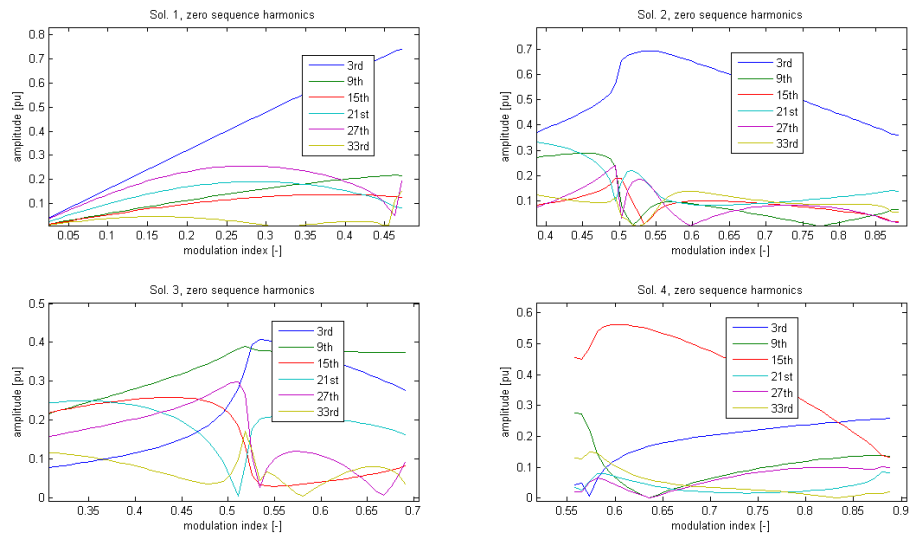 Sol. 1, zero sequence harmonics
0.8
0.7
0.6
0.5
0.4
0.3
0.2
0.1
amplitude [pu]
3rd
9th
15th
21st
27th
33rd
0.05 0.1 0.15 0.2 0.25 0.3 0.35 0.4 0.45
modulation index [-]
Sol. 2, zero sequence harmonics
0.7
0.6
0.5
0.4
0.3
0.2
0.1
amplitude [pu]
3rd
9th
15th
21st
27th
33rd
0.4 0.45 0.5 0.55 0.6 0.65 0.7 0.75 0.8 0.85
modulation index [-]
Sol. 3, zero sequence harmonics
0.5
0.4
0.3
0.2
0.1
0
amplitude [pu]
3rd
9th
15th
21st
27th
33rd
0.35 0.4 0.45 0.5 0.55 0.6 0.65 0.7
modulation index [-]
Sol. 4, zero sequence harmonics
0.6
0.5
0.4
0.3
0.2
0.1
0
amplitude [pu]
3rd
9th
15th
21st
27th
33rd
0.55 0.6 0.65 0.7 0.75 0.8 0.85 0.9
modulation index [-]